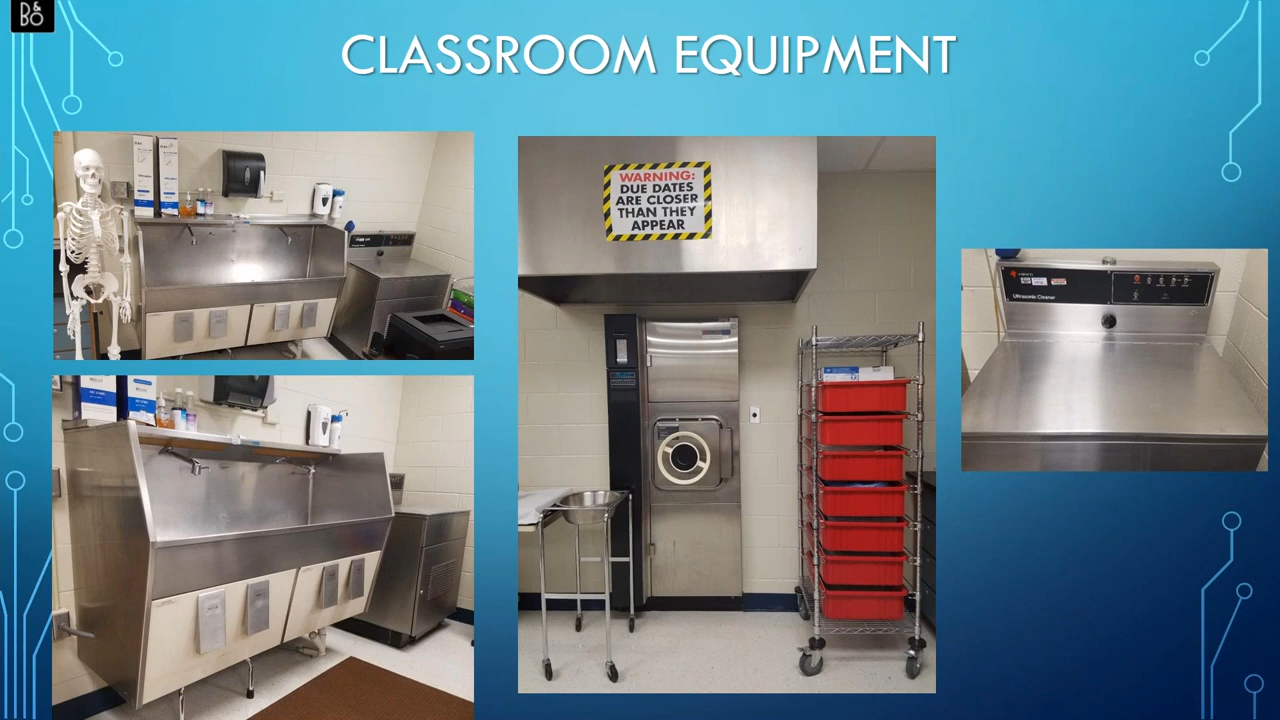 B&O
CLASSROOM EQUIPMENT
WARNING:
DUE DATES
ARE CLOSER
THAN THEY
APPEAR
Ultrasonic Cleaner